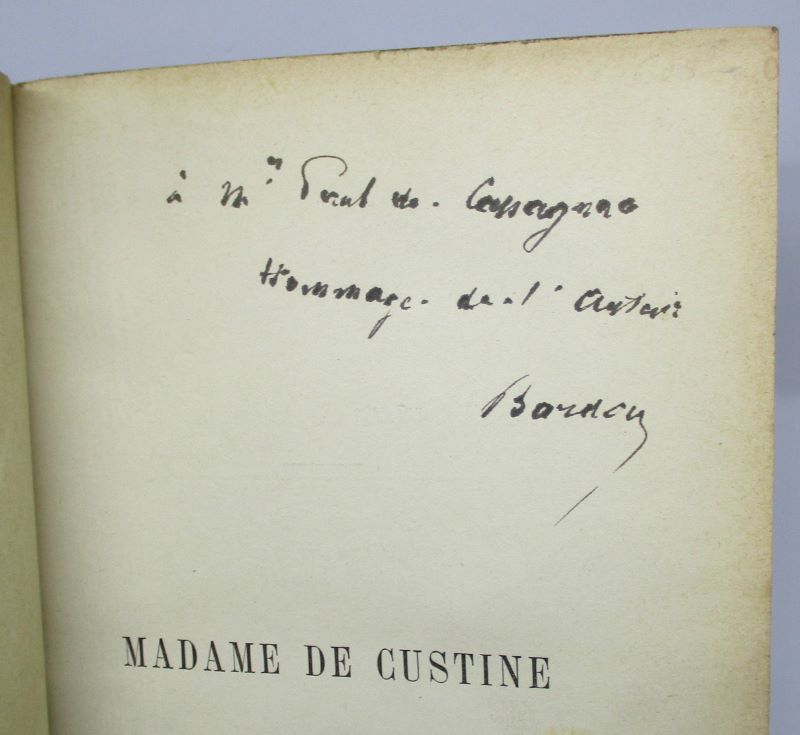 à Mr Paul de Cassagnac
Hommage de l'auteur
Bardoux
MADAME DE CUSTINE